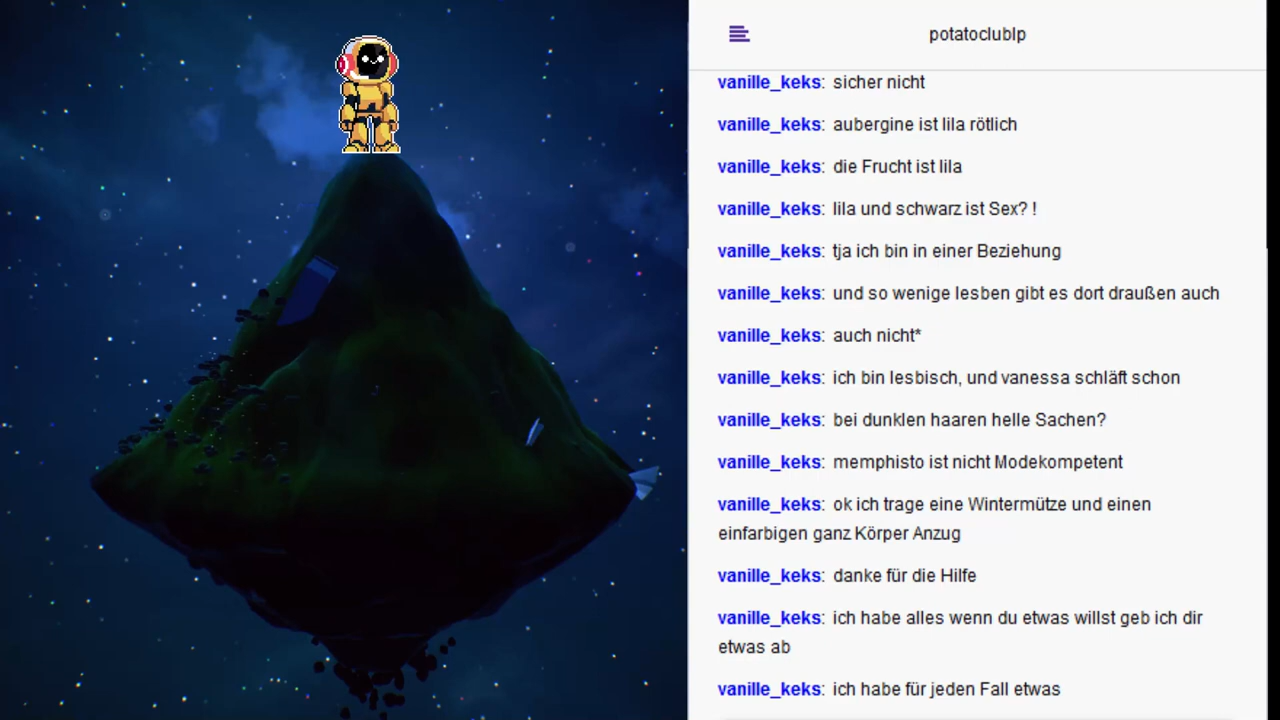 potatoclublp
vanille_keks: sicher nicht
vanille_keks: aubergine ist lila rötlich
vanille_keks: die Frucht ist lila
vanille_keks: lila und schwarz ist Sex? !
vanille_keks: tja ich bin in einer Beziehung
vanille_keks: und so wenige lesben gibt es dort draußen auch
vanille_keks: auch nicht*
vanille_keks: ich bin lesbisch, und vanessa schläft schon
vanille_keks: bei dunklen haaren helle Sachen?
vanille_keks: memphisto ist nicht Modekompetent
vanille_keks: ok ich trage eine Wintermütze und einen
einfarbigen ganz Körper Anzug
vanille_keks: danke für die Hilfe
vanille_keks: ich habe alles wenn du etwas willst geb ich dir
etwas ab
vanille_keks: ich habe für jeden Fall etwas